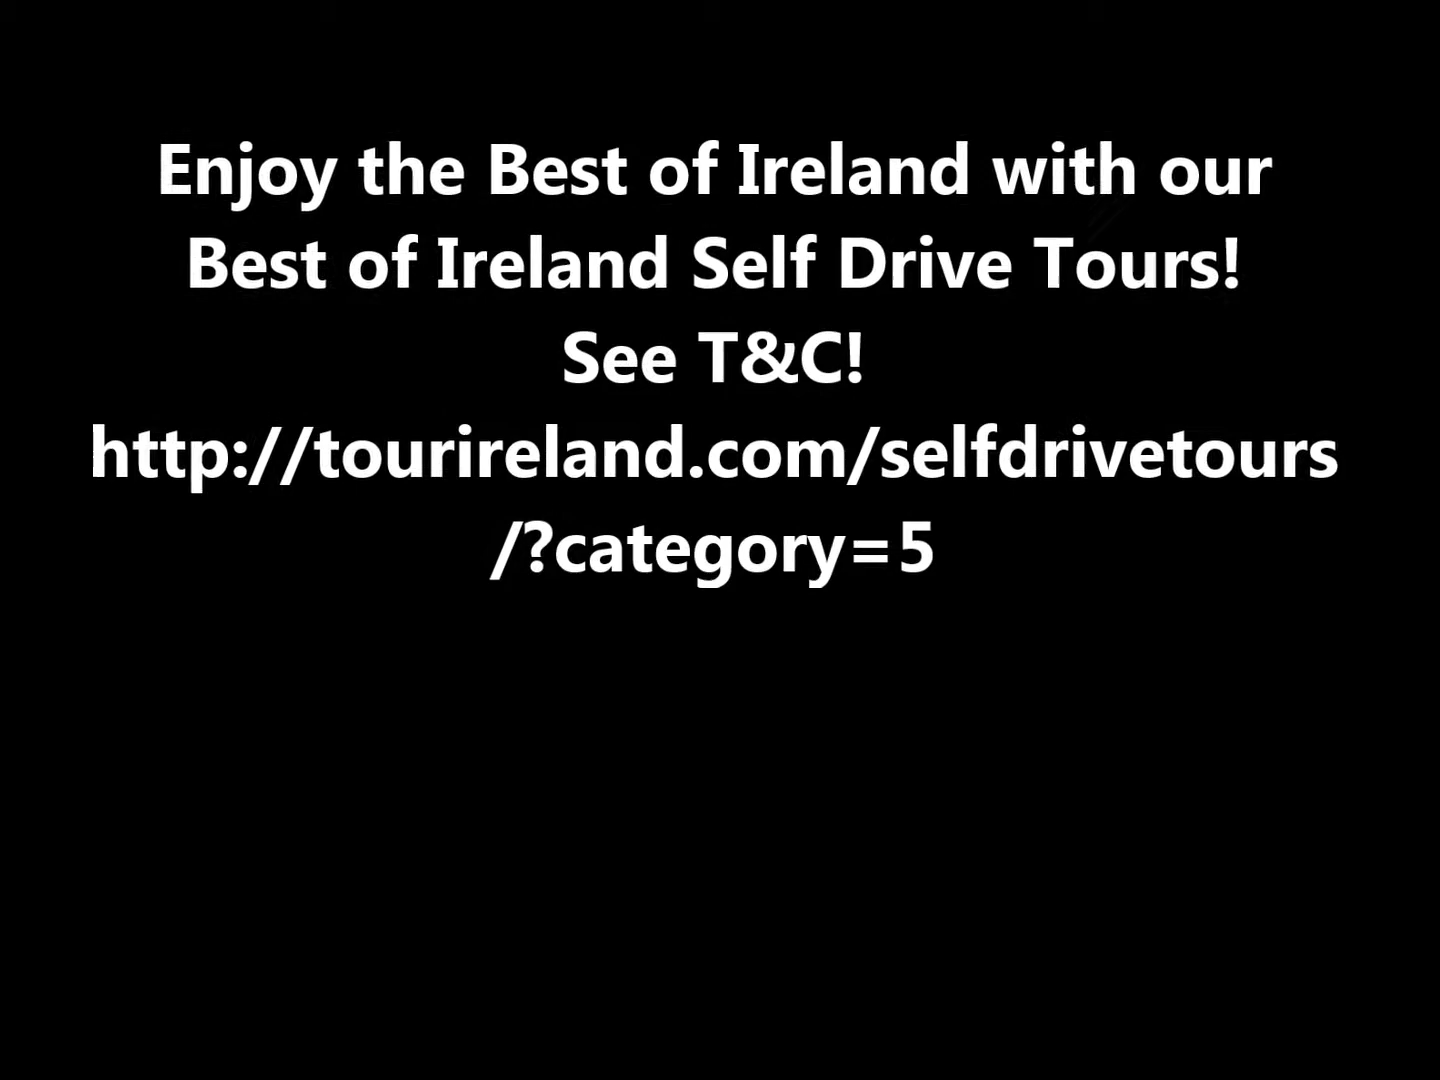 Enjoy the Best of Ireland with our
Best of Ireland Self Drive Tours!
See T&C!
http://tourireland.com/selfdrivetours
/?category=5